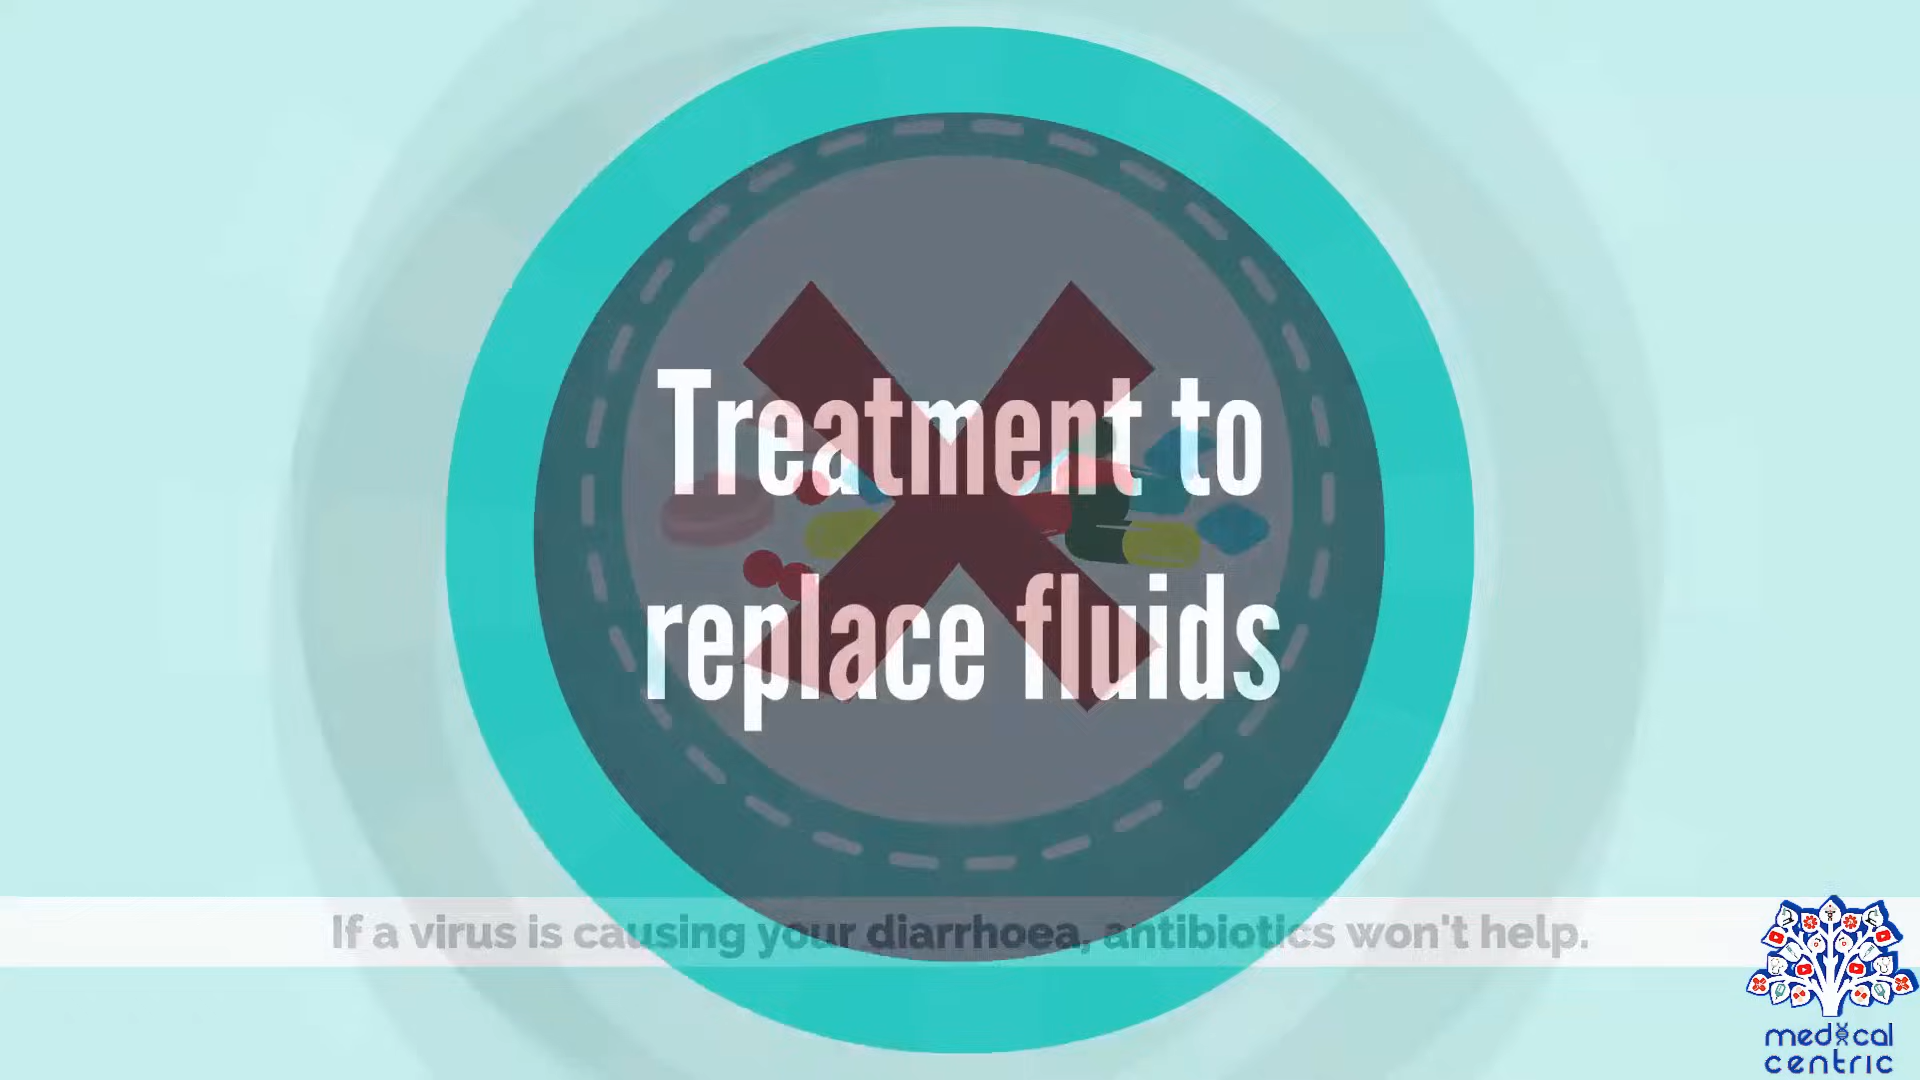 Treatment to
replace fluids
If a virus is causing your diarrhoea, antibiotics won't help.
medical
centric